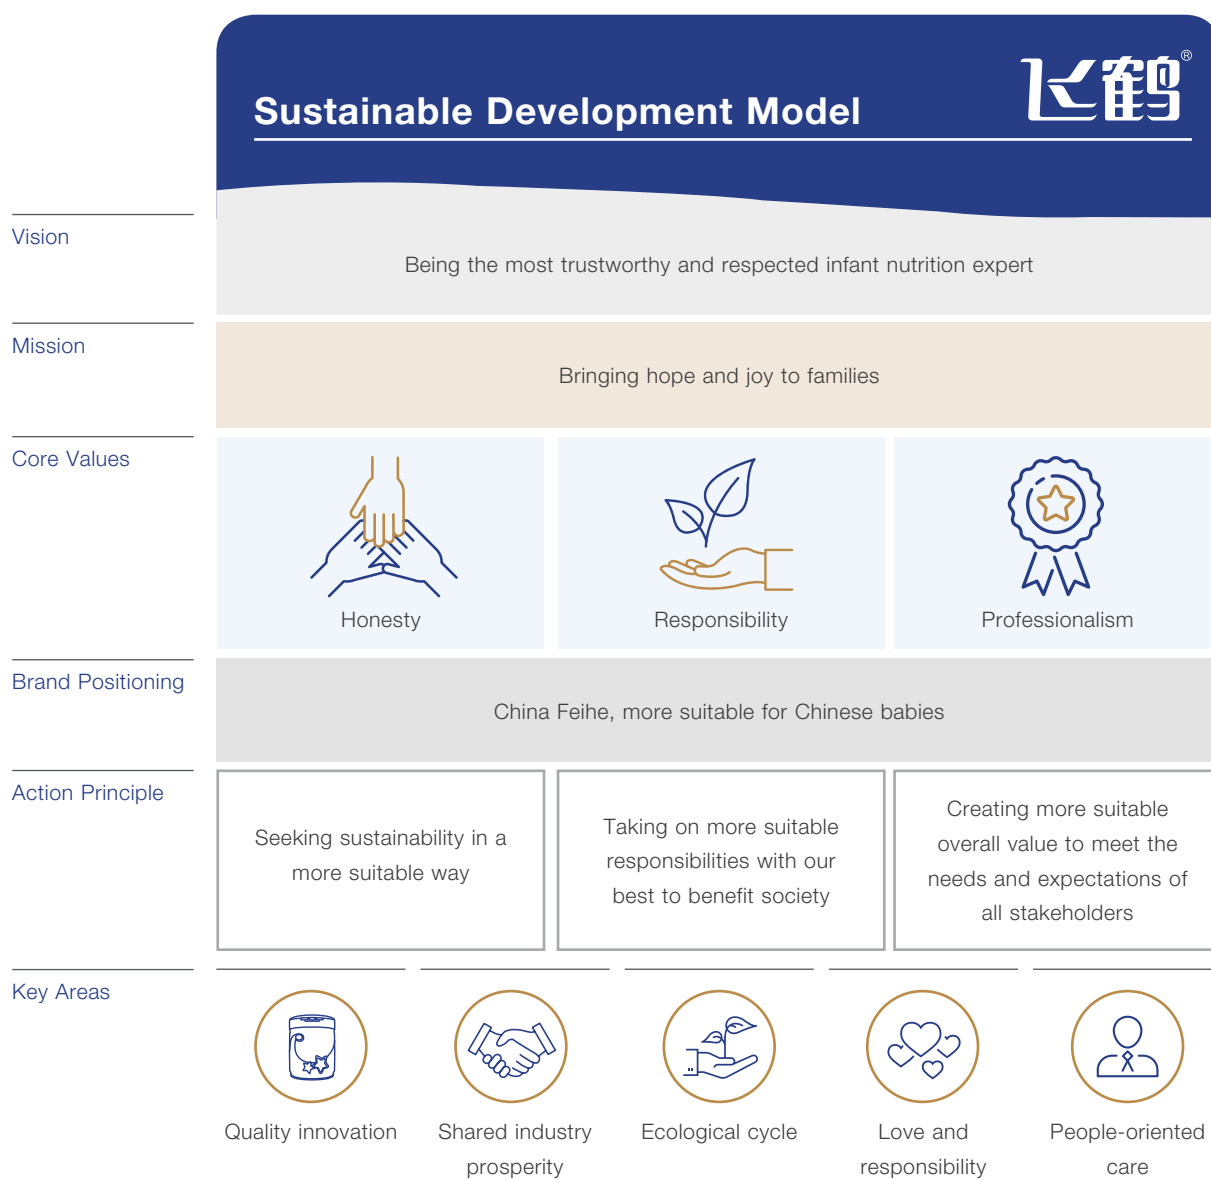 飞鹤®
Sustainable Development Model
Vision
Being the most trustworthy and respected infant nutrition expert
Mission
Bringing hope and joy to families
Core Values
Honesty
Responsibility
Professionalism
Brand Positioning
China Feihe, more suitable for Chinese babies
Action Principle
Seeking sustainability in a
more suitable way
Taking on more suitable
responsibilities with our
best to benefit society
Creating more suitable
overall value to meet the
needs and expectations of
all stakeholders
Key Areas
Quality innovation
Shared industry
prosperity
Ecological cycle
Love and
responsibility
People-oriented
care